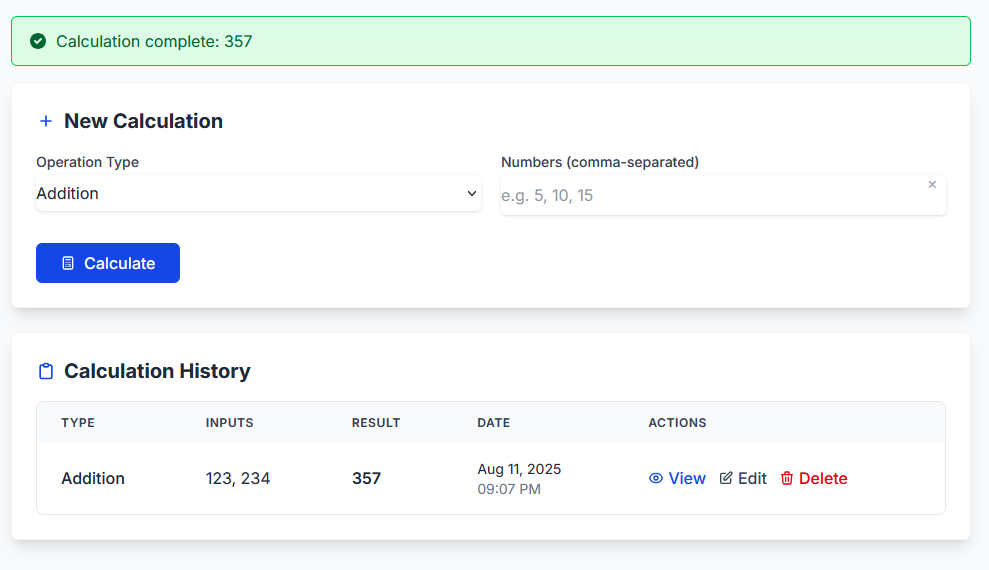 Calculation complete: 357
New Calculation
Operation Type
Numbers (comma-separated)
Addition
e.g. 5, 10, 15
Calculate
Calculation History
TYPE INPUTS RESULT DATE ACTIONS
Addition 123, 234 357 Aug 11, 2025 09:07 PM View Edit Delete